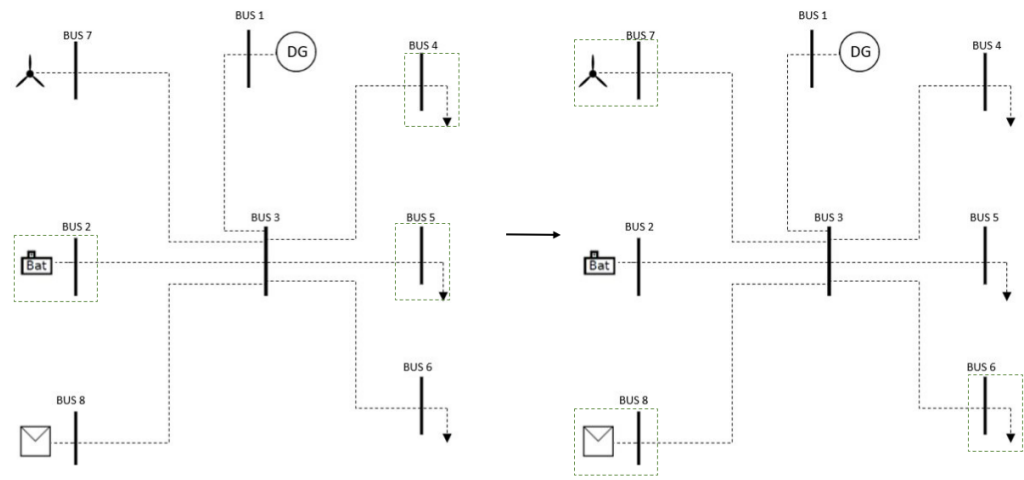 BUS 1
BUS 7
DG
BUS 4
BUS 2
BUS 3
BUS 5
Bat
BUS 6
BUS 8
BUS 1
BUS 7
DG
BUS 4
BUS 2
BUS 3
BUS 5
Bat
BUS 6
BUS 8